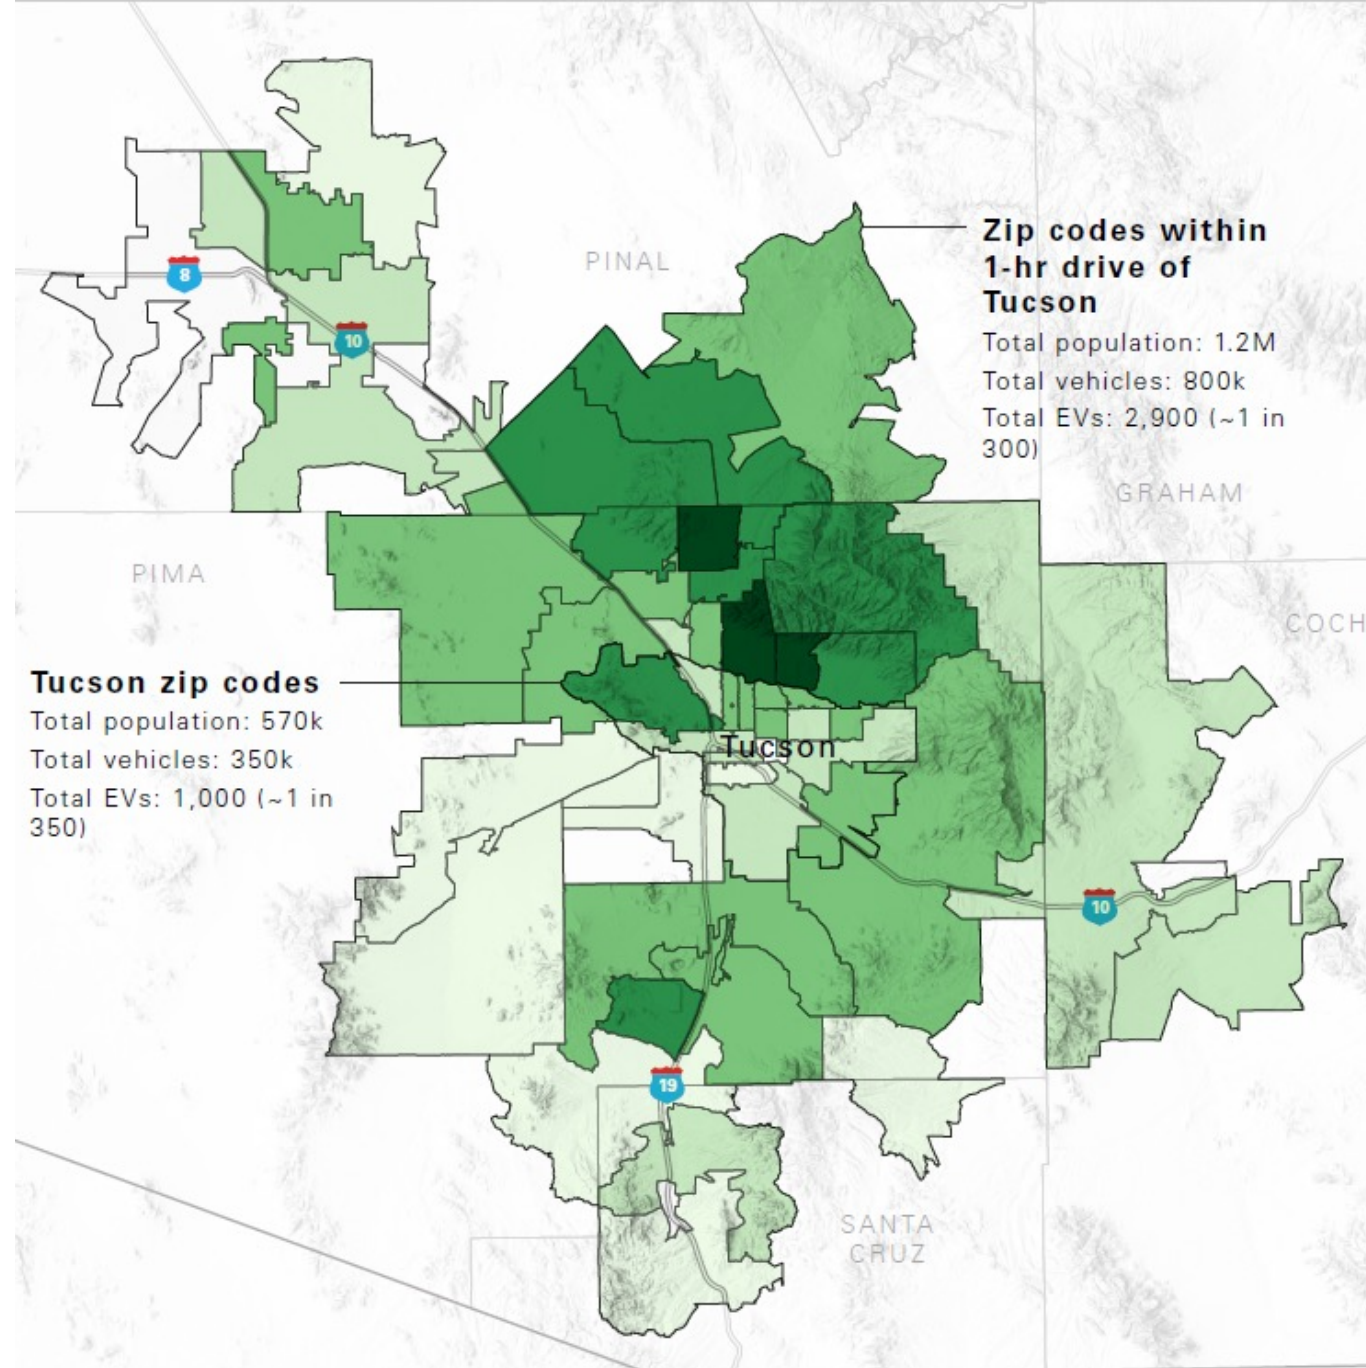 PINAL
Zip codes within
1-hr drive of
Tucson
Total population: 1.2M
Total vehicles: 800k
Total EVs: 2,900 (~1 in
300)
8
10
GRAHAM
PIMA
COCH
Tucson zip codes
Total population: 570k
Total vehicles: 350k
Total EVs: 1,000 (~1 in
350)
Tucson
10
19
SANTA
CRUZ